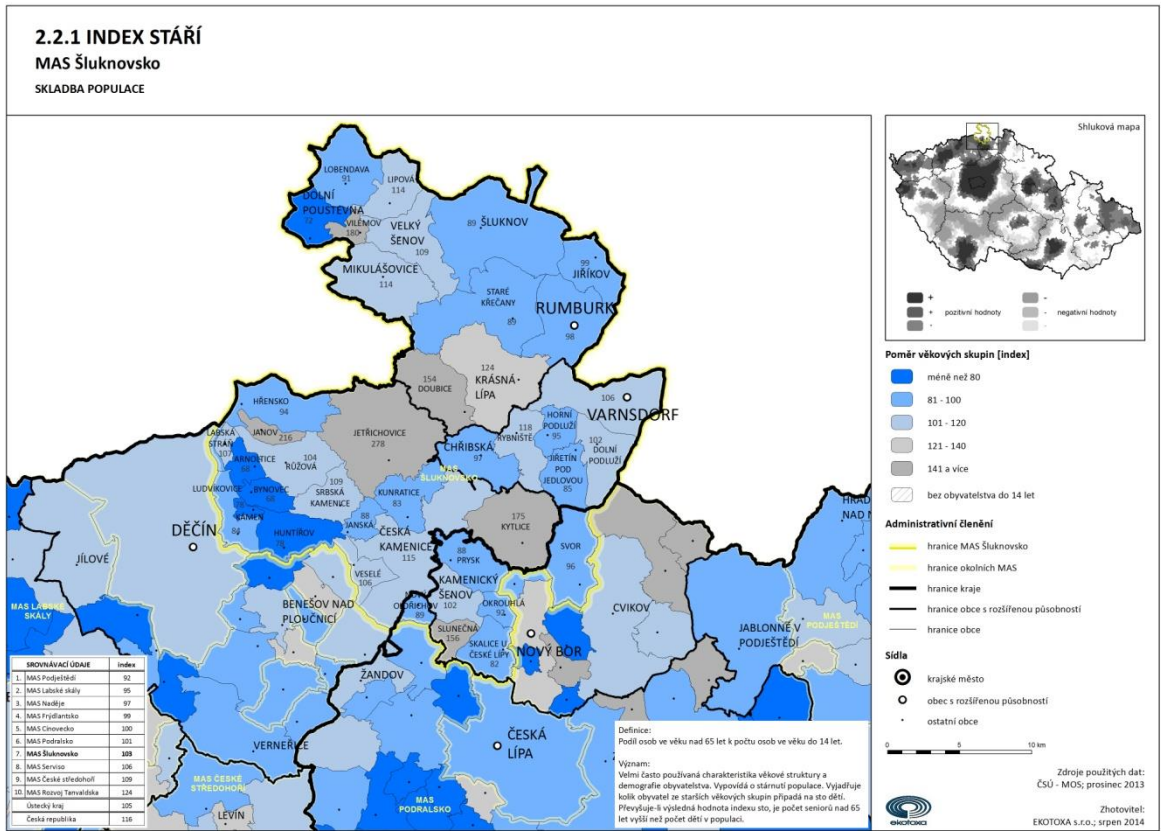 2.2.1 INDEX STÁŘÍ
MAS Šluknovsko
SKLADBA POPULACE
LOBENDAVA
91
LIPOVÁ
114
DOLNÍ
POUSTEVNA
72
VILÉMOV
180
VELKÝ
ŠENOV
109
89
ŠLUKNOV
MIKULÁŠOVICE
114
99
JIŘÍKOV
STARÉ
KŘEČANY
89
RUMBURK
98
154
DOUBICE
124
KRÁSNÁ
LÍPA
HŘENSKO
94
JANOV
216
JETŘICHOVICE
278
106
VARNSDORF
LABSKÁ
STRÁŇ
107
ARNOLTICE
68
104
RŮŽOVÁ
118
RYBNIŠTĚ
HORNÍ
PODLUŽÍ
95
102
DOLNÍ
PODLUŽÍ
CHŘIBSKÁ
97
JIŘETÍN
POD
JEDLOVOU
85
MAS
ŠLUKNOVSKO
LUDVÍKOVICE
84
BYNOVEC
68
KÁMEN
109
SRBSKÁ
KAMENICE
KUNRATICE
83
HUNTÍŘOV
78
88
JANSKÁ
ČESKÁ
KAMENICE
115
175
KYTLICE
DĚČÍN
JÍLOVÉ
SVOR
96
88
PRYSK
VESELÉ
106
KAMENICKÝ
ŠENOV
102
NOVÝ
OLDŘICHOV
89
OKROUHLÁ
92
SLUNEČNÁ
156
SKALICE U
ČESKÉ LÍPY
82
BENEŠOV NAD
PLOUČNICÍ
CVIKOV
NOVÝ BOR
JABLONNÉ V
PODJEŠTĚDÍ
HRAD
NAD N
MAS
PODJEŠTĚDÍ
MAS LABSKÉ
SKÁLY
ŽANDOV
VERNEŘICE
ČESKÁ
LÍPA
MAS ČESKÉ
STŘEDOHOŘÍ
LEVÍN
MAS
PODRALSKO
SROVNÁVACÍ ÚDAJE index
1. MAS Podještědí 92
2. MAS Labské skály 95
3. MAS Naděje 97
4. MAS Frýdlantsko 99
5. MAS Cínovecko 100
6. MAS Podralsko 101
7. MAS Šluknovsko 103
8. MAS Serviso 106
9. MAS České středohoří 109
10. MAS Rozvoj Tanvaldska 124
Ústecký kraj 105
Česká republika 116
Definice:
Podíl osob ve věku nad 65 let k počtu osob ve věku do 14 let.
Význam:
Velmi často používaná charakteristika věkové struktury a
demografie obyvatelstva. Vypovídá o stárnutí populace. Vyjadřuje
kolik obyvatel ze starších věkových skupin připadá na sto dětí.
Převyšuje-li výsledná hodnota indexu sto, je počet seniorů nad 65
let vyšší než počet dětí v populaci.
Shluková mapa
+ -
+ pozitivní hodnoty - negativní hodnoty
Poměr věkových skupin [index]
méně než 80
81 - 100
101 - 120
121 - 140
141 a více
bez obyvatelstva do 14 let
Administrativní členění
hranice MAS Šluknovsko
hranice okolních MAS
hranice kraje
hranice obce s rozšířenou působností
hranice obce
Sídla
krajské město
obec s rozšířenou působností
ostatní obce
0 5 10 km
Zdroje použitých dat:
ČSÚ - MOS; prosinec 2013
Zhotovitel:
EKOTOXA s.r.o.; srpen 2014
ekotoxa